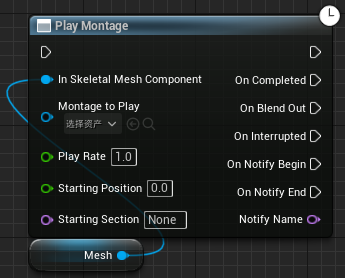 Play Montage
In Skeletal Mesh Component
On Completed
Montage to Play
选择资产
On Blend Out
On Interrupted
Play Rate 1.0
On Notify Begin
Starting Position 0.0
On Notify End
Starting Section None
Notify Name
Mesh